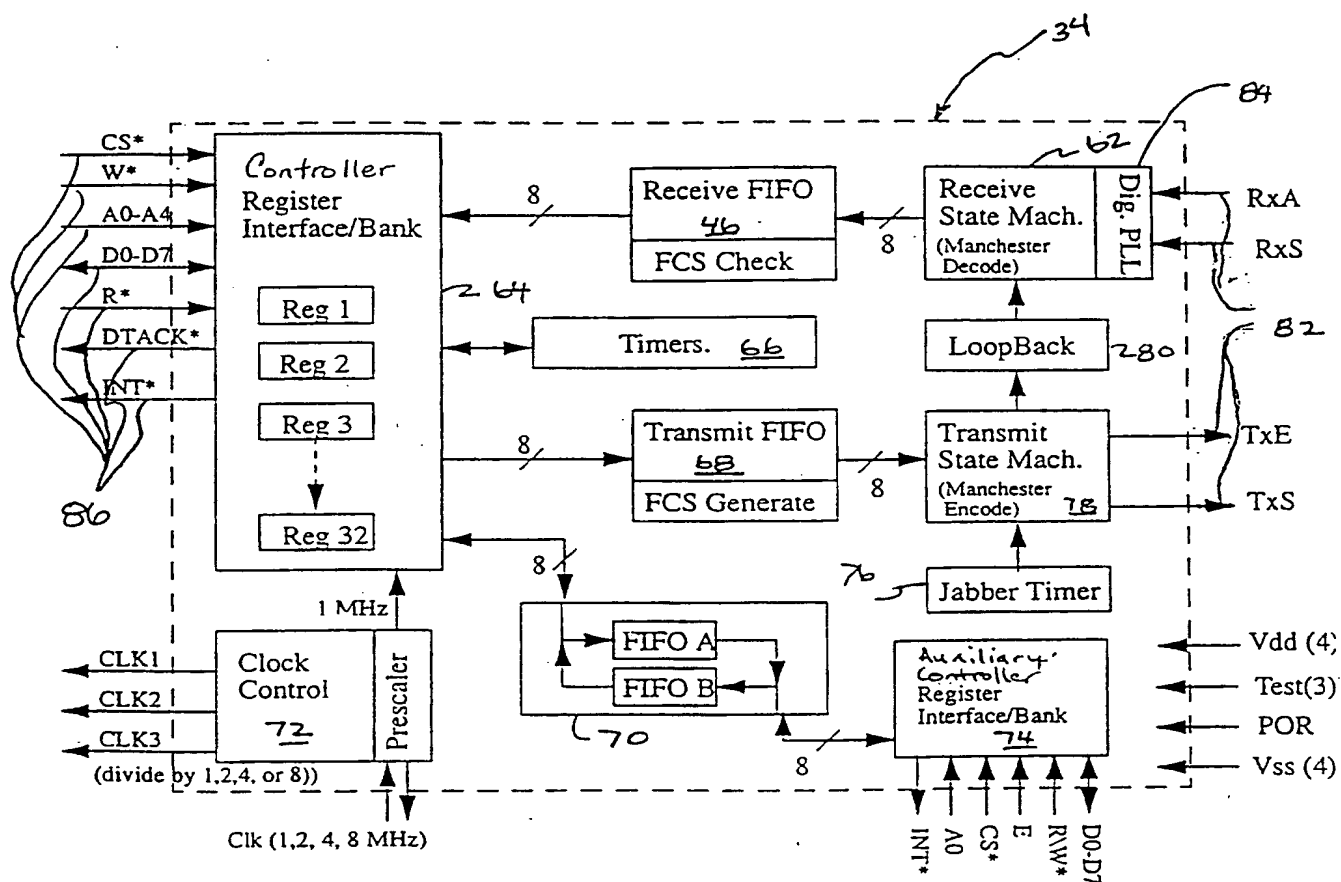 34
84
62
CS*
W*
A0-A4
D0-D7
R*
DTACK*
INT*
86
Controller
Register
Interface/Bank
Reg 1
Reg 2
Reg 3
Reg 32
64
8
Receive FIFO
46
FCS Check
8
Receive
State Mach.
(Manchester
Decode)
Dig. PLL
RxA
RxS
82
Timers. 66
LoopBack
80
8
Transmit FIFO
68
FCS Generate
8
Transmit
State Mach.
(Manchester
Encode) 78
TxE
TxS
76
Jabber Timer
8
FIFO A
FIFO B
70
8
1 MHz
CLK1
CLK2
CLK3
(divide by 1,2,4, or 8))
Clock
Control
72
Prescaler
Clk (1,2, 4, 8 MHz)
Auxiliary
Controller
Register
Interface/Bank
74
Vdd (4)
Test(3)
POR
Vss (4)
INT*
A0
CS*
E
R\W*
D0-D7